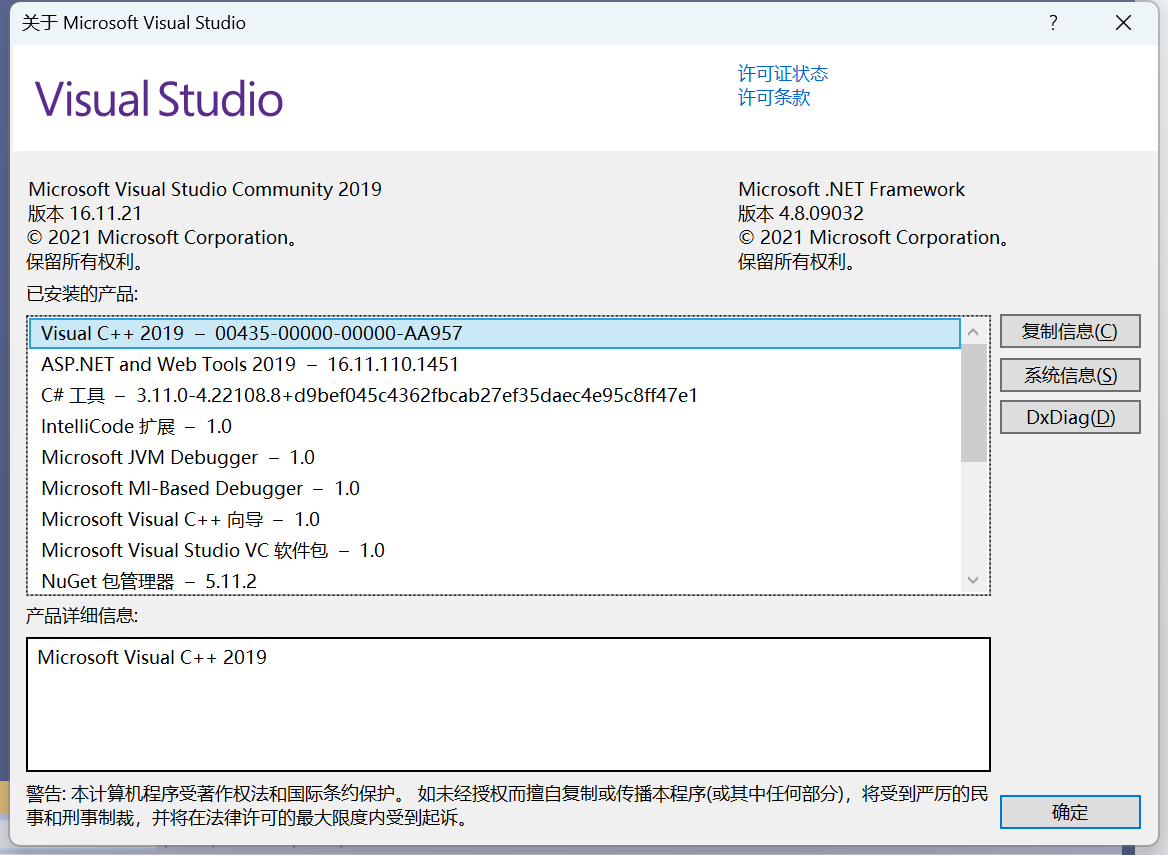 关于 Microsoft Visual Studio
?
Visual Studio
许可证状态
许可条款
Microsoft Visual Studio Community 2019
版本 16.11.21
© 2021 Microsoft Corporation。
保留所有权利。
Microsoft .NET Framework
版本 4.8.09032
© 2021 Microsoft Corporation。
保留所有权利。
已安装的产品:
Visual C++ 2019 – 00435-00000-00000-AA957
ASP.NET and Web Tools 2019 – 16.11.110.1451
C# 工具 – 3.11.0-4.22108.8+d9bef045c4362fbcab27ef35daec4e95c8ff47e1
IntelliCode 扩展 – 1.0
Microsoft JVM Debugger – 1.0
Microsoft MI-Based Debugger – 1.0
Microsoft Visual C++ 向导 – 1.0
Microsoft Visual Studio VC 软件包 – 1.0
NuGet 包管理器 – 5.11.2
复制信息(C)
系统信息(S)
DxDiag(D)
产品详细信息:
Microsoft Visual C++ 2019
警告: 本计算机程序受著作权法和国际条约保护。 如未经授权而擅自复制或传播本程序(或其中任何部分)，将受到严厉的民
事和刑事制裁，并将在法律许可的最大限度内受到起诉。
确定